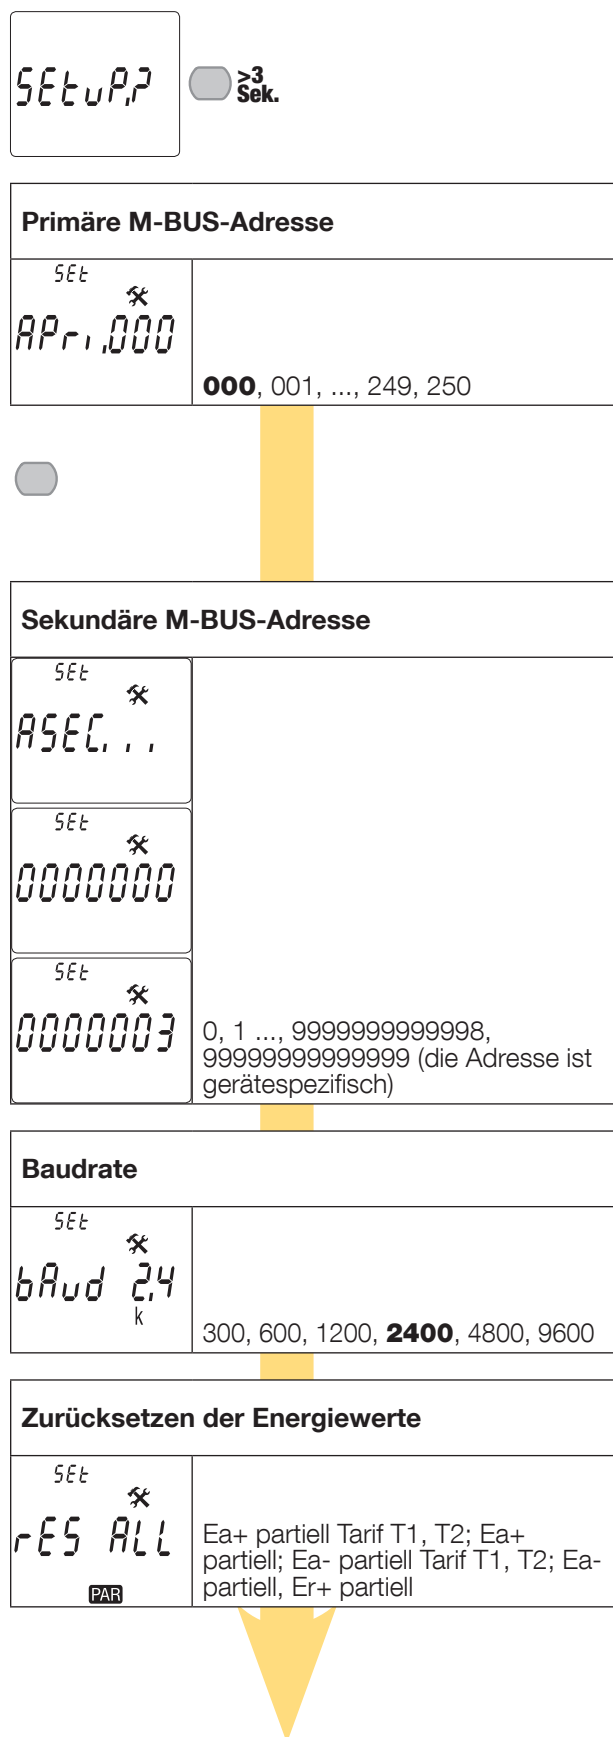 SEtuP,?
>3
Sek.
Primäre M-BUS-Adresse
SEt
APri,000
000, 001, ..., 249, 250
Sekundäre M-BUS-Adresse
SEt
ASEC, , ,
SEt
0000000
SEt
0000003
0, 1 ..., 9999999999998,
99999999999999 (die Adresse ist
gerätespezifisch)
Baudrate
SEt
bAud 2,4
k
300, 600, 1200, 2400, 4800, 9600
Zurücksetzen der Energiewerte
SEt
rES ALL
PAR
Ea+ partiell Tarif T1, T2; Ea+
partiell; Ea- partiell Tarif T1, T2; Ea-
partiell, Er+ partiell